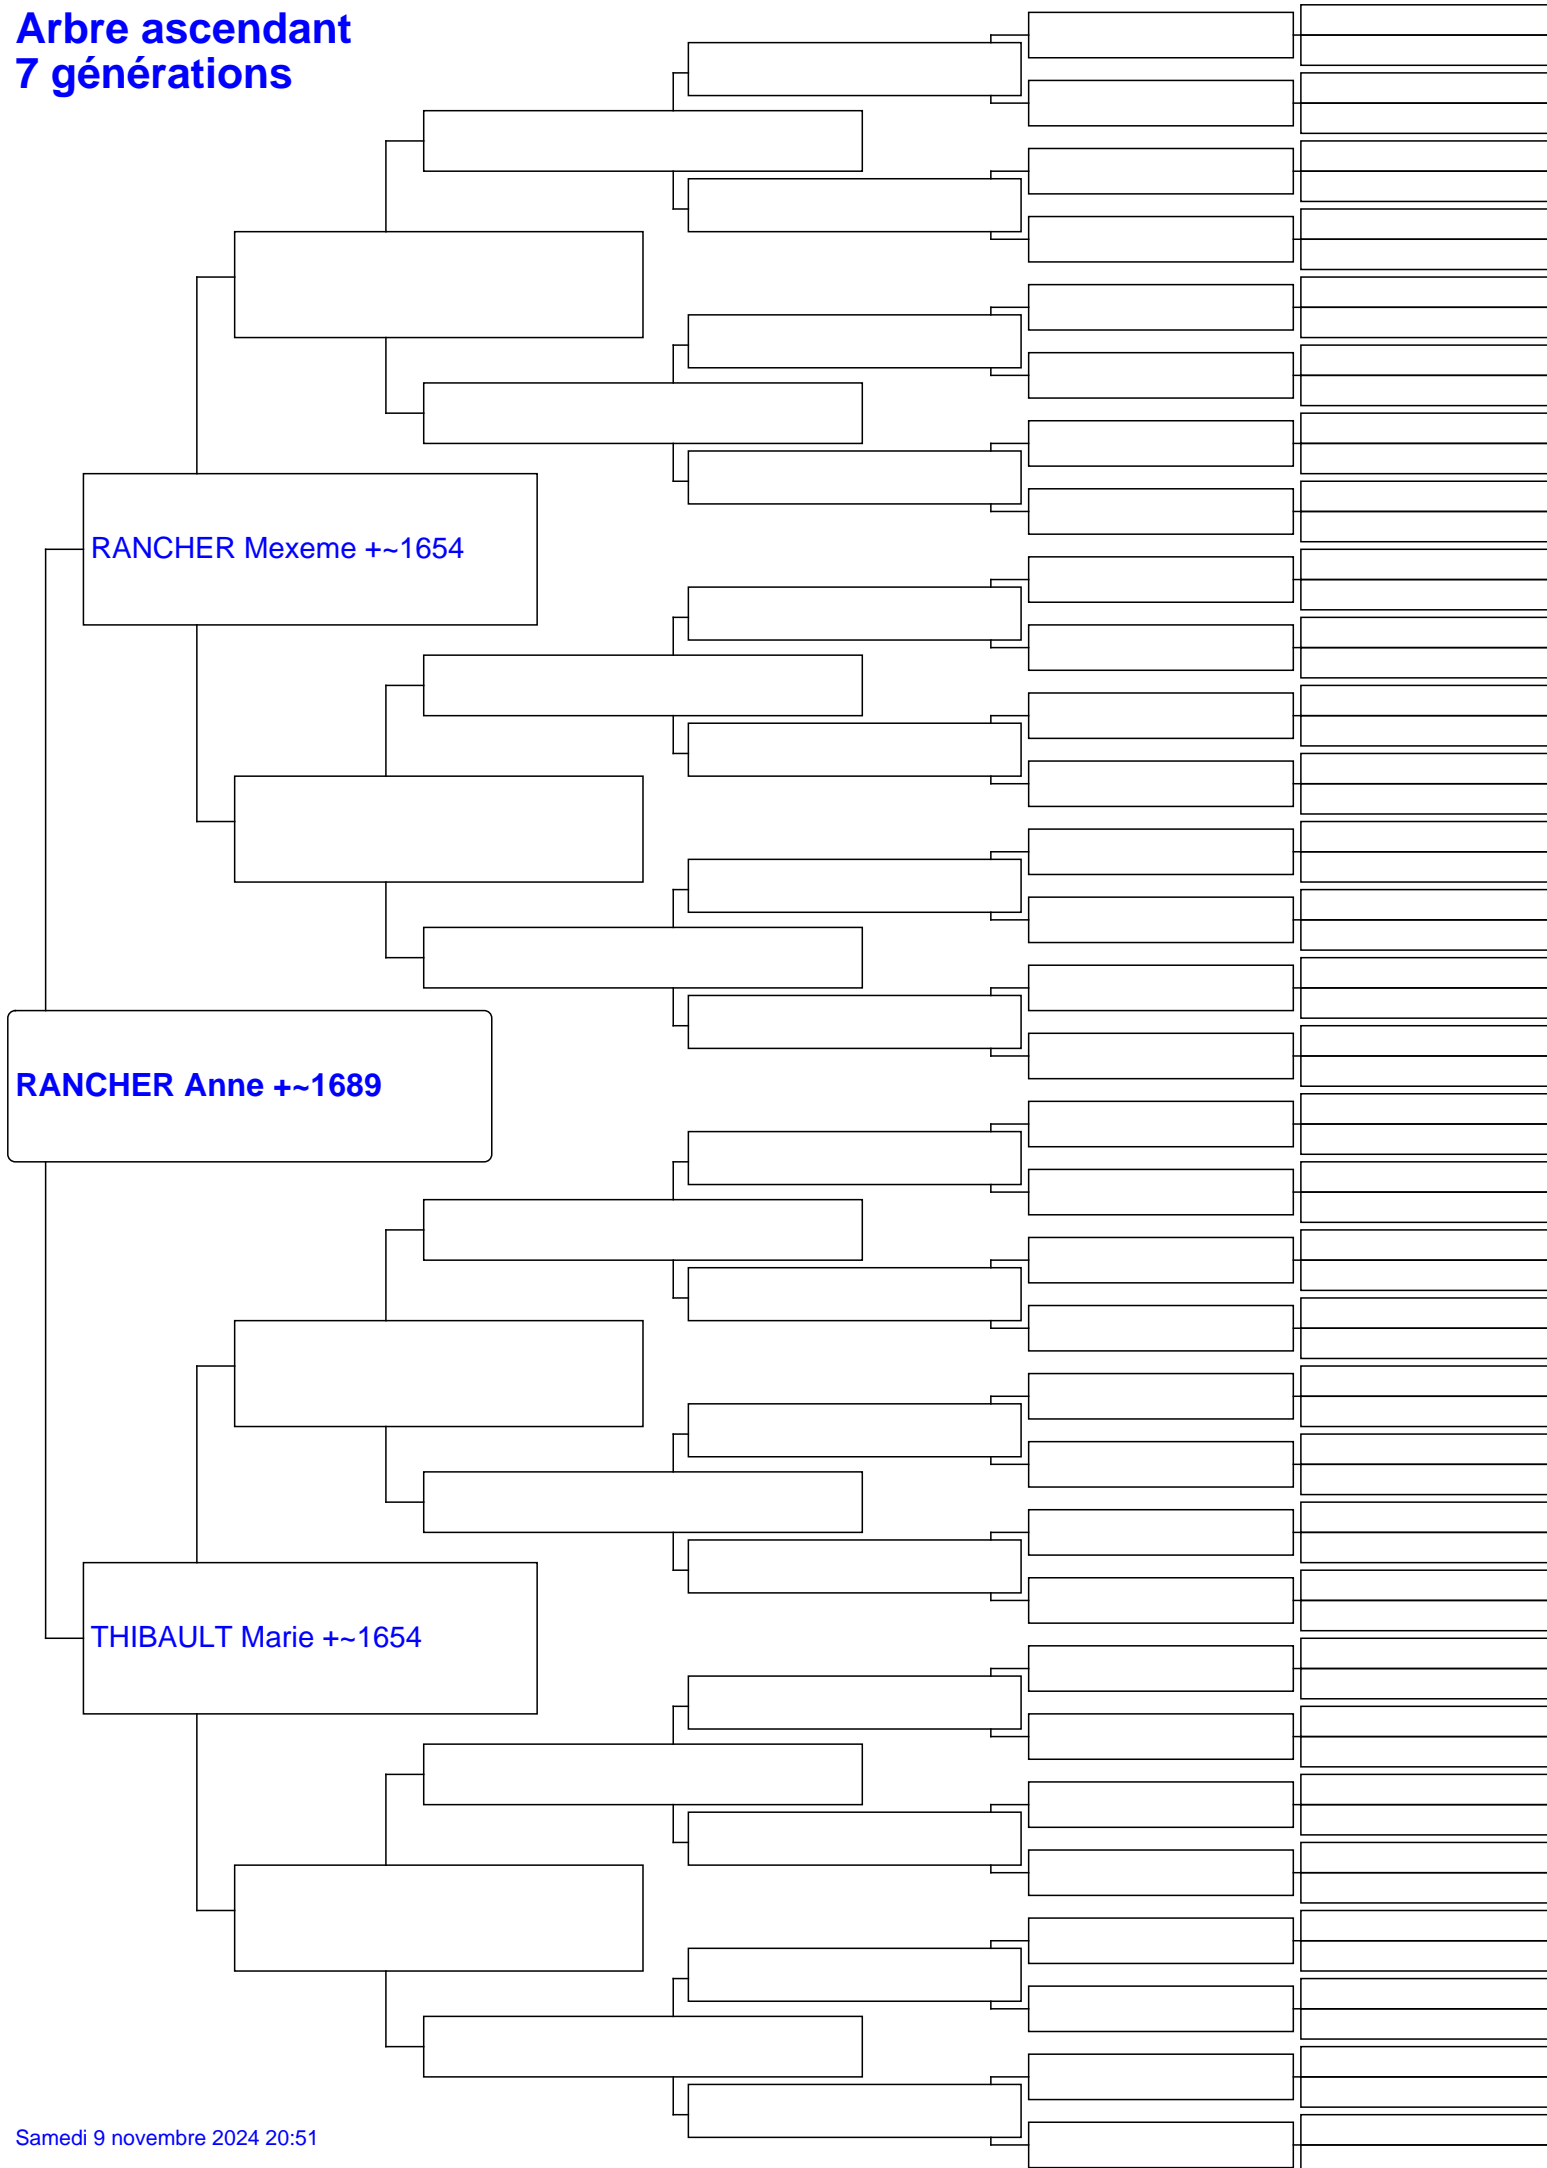 Arbre ascendant
7 générations
RANCHER Mexeme +~1654
RANCHER Anne +~1689
THIBAULT Marie +~1654
Samedi 9 novembre 2024 20:51